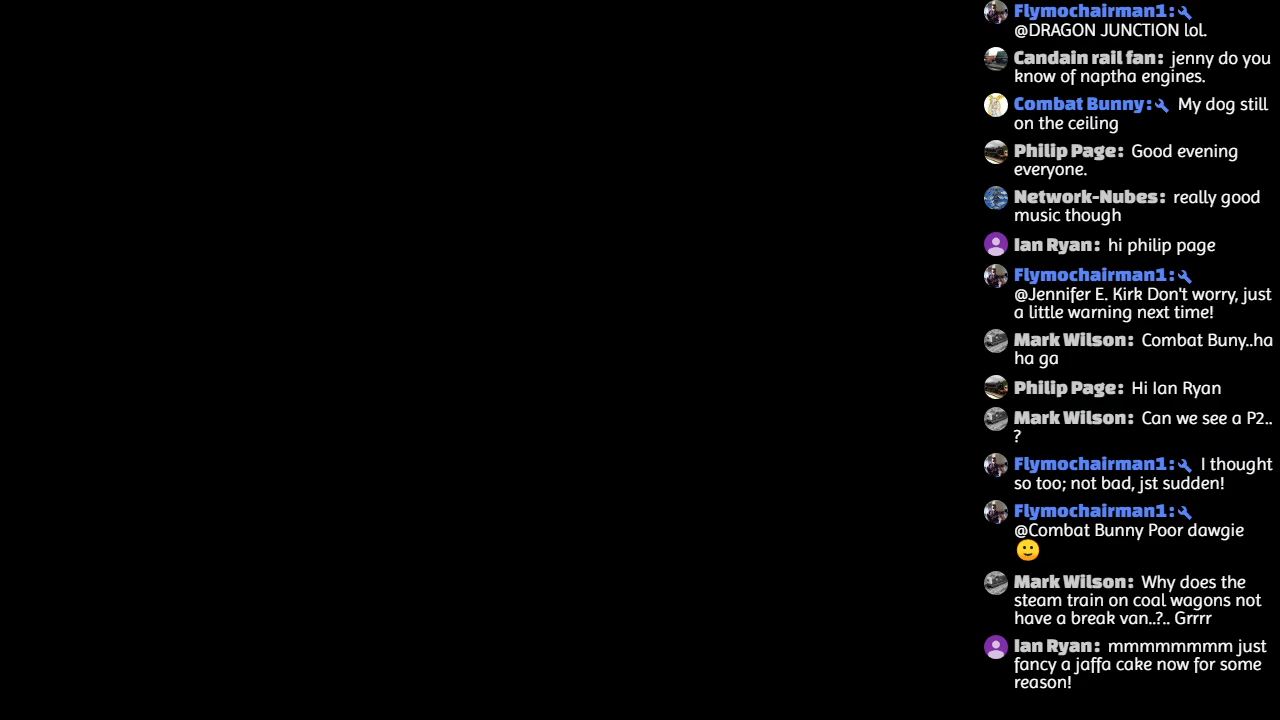 Flymochairman1:
@DRAGON JUNCTION lol.
Candain rail fan: jenny do you
know of naptha engines.
Combat Bunny: My dog still
on the ceiling
Philip Page: Good evening
everyone.
Network-Nubes: really good
music though
Ian Ryan: hi philip page
Flymochairman1:
@Jennifer E. Kirk Don't worry, just
a little warning next time!
Mark Wilson: Combat Buny..ha
ha ga
Philip Page: Hi Ian Ryan
Mark Wilson: Can we see a P2..
?
Flymochairman1: I thought
so too; not bad, jst sudden!
Flymochairman1:
@Combat Bunny Poor dawgie
🙂
Mark Wilson: Why does the
steam train on coal wagons not
have a break van..?.. Grrrr
Ian Ryan: mmmmmmmm just
fancy a jaffa cake now for some
reason!